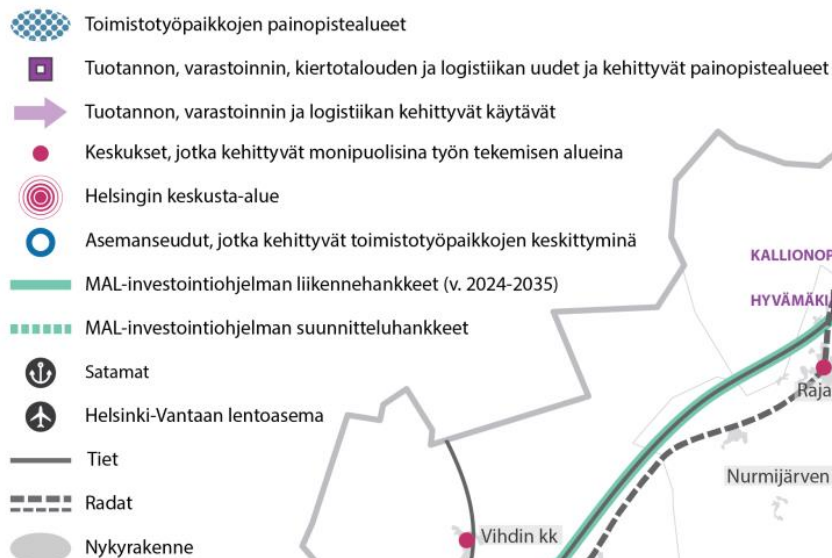 Toimistotyöpaikkojen painopistealueet
Tuotannon, varastoinnin, kiertotalouden ja logistiikan uudet ja kehittyvät painopistealueet
Tuotannon, varastoinnin ja logistiikan kehittyvät käytävät
Keskukset, jotka kehittyvät monipuolisina työn tekemisen alueina
Helsingin keskusta-alue
Asemanseudut, jotka kehittyvät toimistotyöpaikkojen keskittyminä
MAL-investointiohjelman liikennehankkeet (v. 2024-2035)
MAL-investointiohjelman suunnitteluhankkeet
Satamat
Helsinki-Vantaan lentoasema
Tiet
Radat
Nykyrakenne
KALLIONOP
HYVÄMÄKI
Raja
Nurmijärven
Vihdin kk